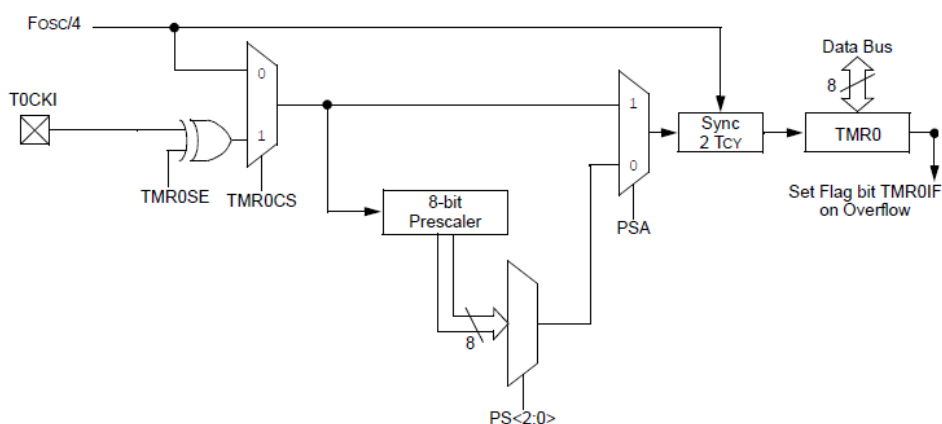 Fosc/4
T0CKI
0
1
TMR0SE
TMR0CS
8-bit
Prescaler
8
PS<2:0>
1
0
PSA
Sync
2 TCY
Data Bus
8
TMR0
Set Flag bit TMR0IF
on Overflow